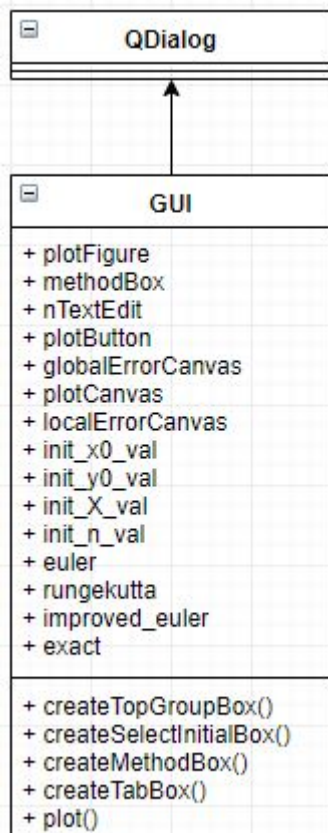 QDialog
GUI
+ plotFigure
+ methodBox
+ nTextEdit
+ plotButton
+ globalErrorCanvas
+ plotCanvas
+ localErrorCanvas
+ init_x0_val
+ init_y0_val
+ init_X_val
+ init_n_val
+ euler
+ rungekutta
+ improved_euler
+ exact
+ createTopGroupBox()
+ createSelectInitialBox()
+ createMethodBox()
+ createTabBox()
+ plot()